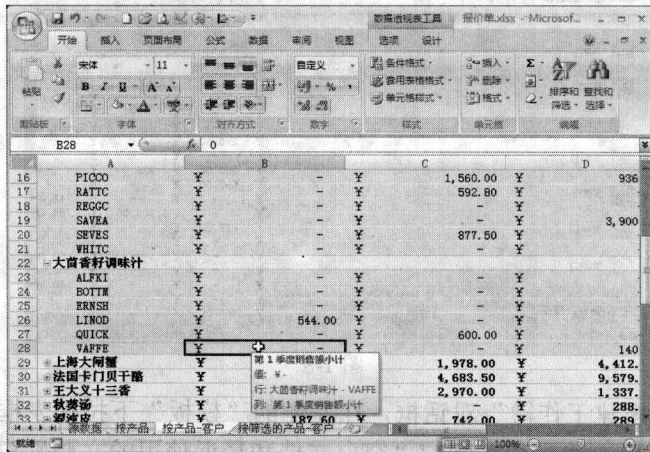 数据透视表工具 报价单.xlsx - Microsof...
开始 插入 页面布局 公式 数据 审阅 视图 选项 设计
宋体 11 自定义 条件格式 插入 Σ
粘贴 B I U A A 套用表格格式 删除 排序和筛选 查找和选择
单元格样式 格式
剪贴板 字体 对齐方式 数字 样式 单元格 编辑
B28 fx 0
A B C D
16 PICCO ¥ - ¥ 1,560.00 ¥ 936
17 RATTC ¥ - ¥ 592.80 ¥
18 REGGC ¥ - ¥ - ¥
19 SAVEA ¥ - ¥ - ¥ 3,900
20 SEVES ¥ - ¥ 877.50 ¥
21 WHITC ¥ - ¥ - ¥
22 大茴香籽调味汁
23 ALFKI ¥ - ¥ - ¥
24 BOTTM ¥ - ¥ - ¥
25 ERNSH ¥ - ¥ - ¥
26 LINOD ¥ 544.00 ¥ - ¥
27 QUICK ¥ - ¥ 600.00 ¥
28 VAFFE ¥ - ¥ - ¥ 140
29 上海大闸蟹 ¥ 1,978.00 ¥ 4,412.
30 法国卡门贝干酪 ¥ 4,683.50 ¥ 9,579.
31 王大义十三香 ¥ 2,970.00 ¥ 1,337.
32 秋葵汤 ¥ - ¥ 288.
33 187.60 ¥ 742.00 ¥ 289.
第 1 季度销售额小计
值: ¥ -
行: 大茴香籽调味汁 - VAFFE
列: 第 1 季度销售额小计
源数据 按产品 按产品-客户 按筛选的产品-客户
就绪 100%